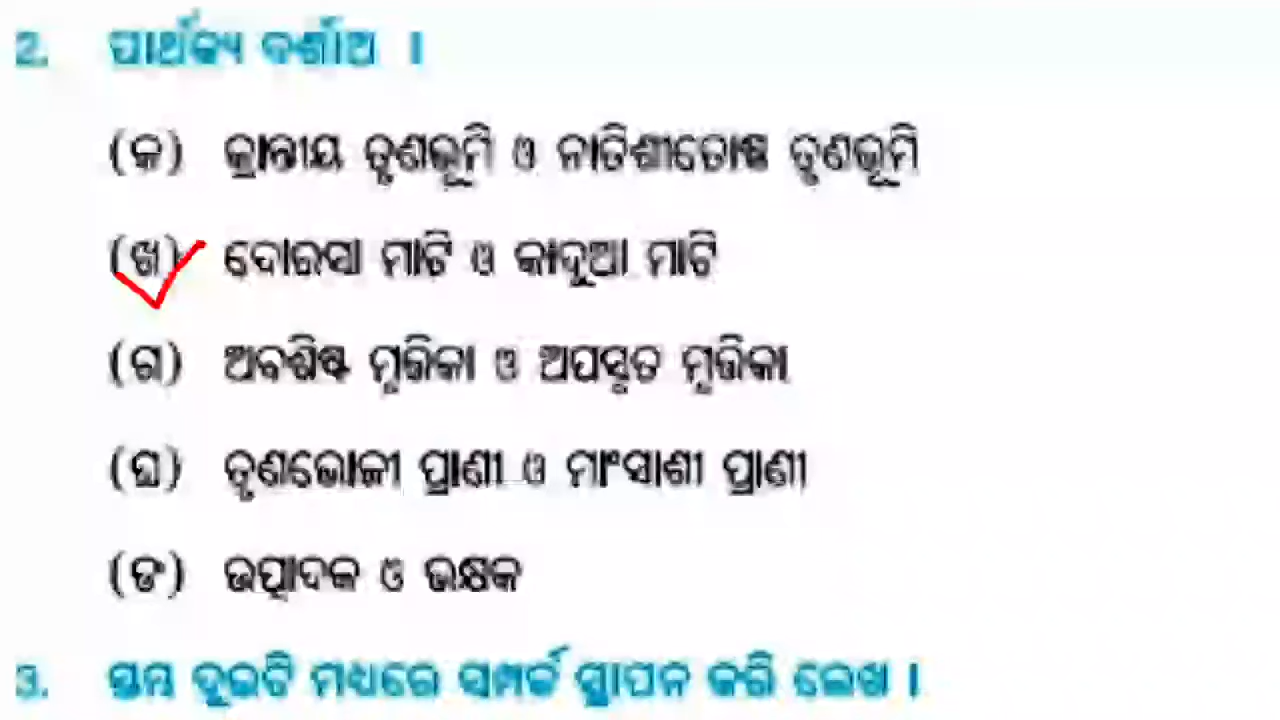 2. ପାର୍ଥକ୍ୟ ଦର୍ଶାଅ ।
(କ) କ୍ରାନ୍ତୀୟ ତୃଣଭୂମି ଓ ନାତିଶୀତୋଷ୍ଣ ତୃଣଭୂମି
(ଖ) ଦୋରସା ମାଟି ଓ କାଦୁଆ ମାଟି
(ଗ) ଅବଶିଷ୍ଟ ମୃତ୍ତିକା ଓ ଅପସୃତ ମୃତ୍ତିକା
(ଘ) ତୃଣଭୋଜୀ ପ୍ରାଣୀ ଓ ମାଂସାଶୀ ପ୍ରାଣୀ
(ଙ) ଉତ୍ପାଦକ ଓ ଭକ୍ଷକ
3. ସ୍ତମ୍ଭ ଦୁଇଟି ମଧ୍ୟରେ ସମ୍ପର୍କ ସ୍ଥାପନ କରି ଲେଖ ।